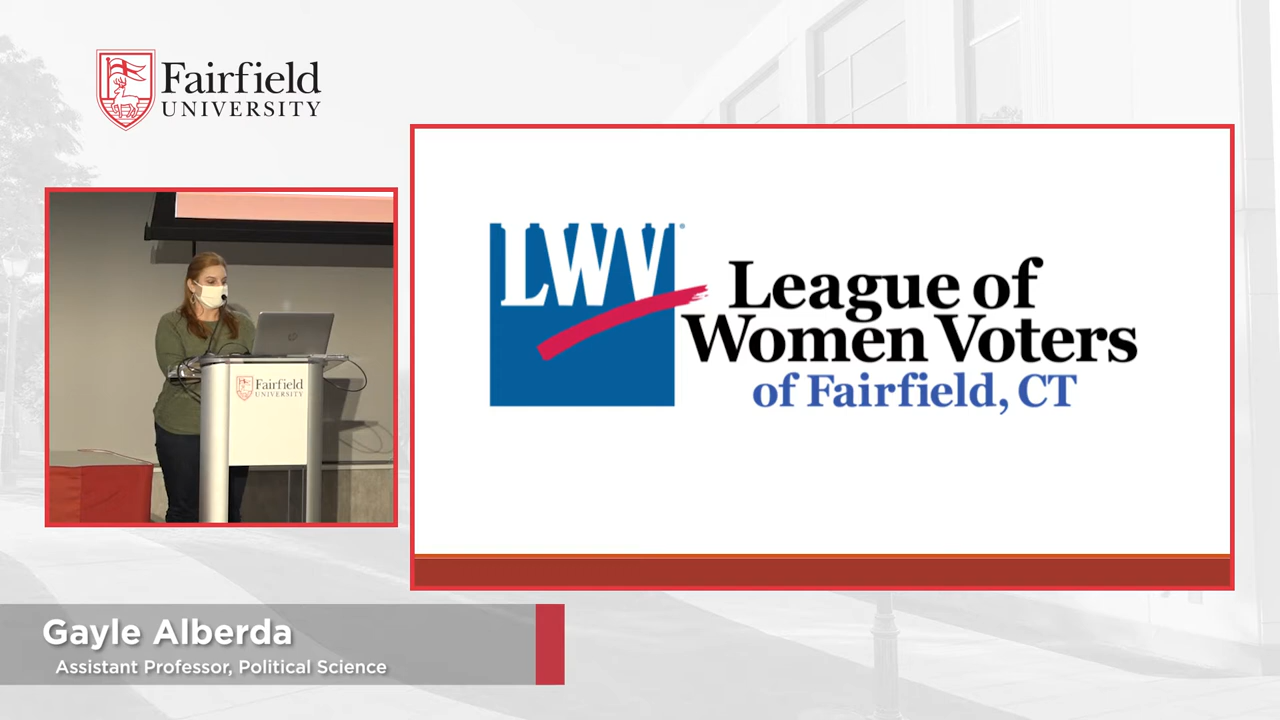 Fairfield
UNIVERSITY
Fairfield
UNIVERSITY
LWV
League of
Women Voters
of Fairfield, CT
Gayle Alberda
Assistant Professor, Political Science